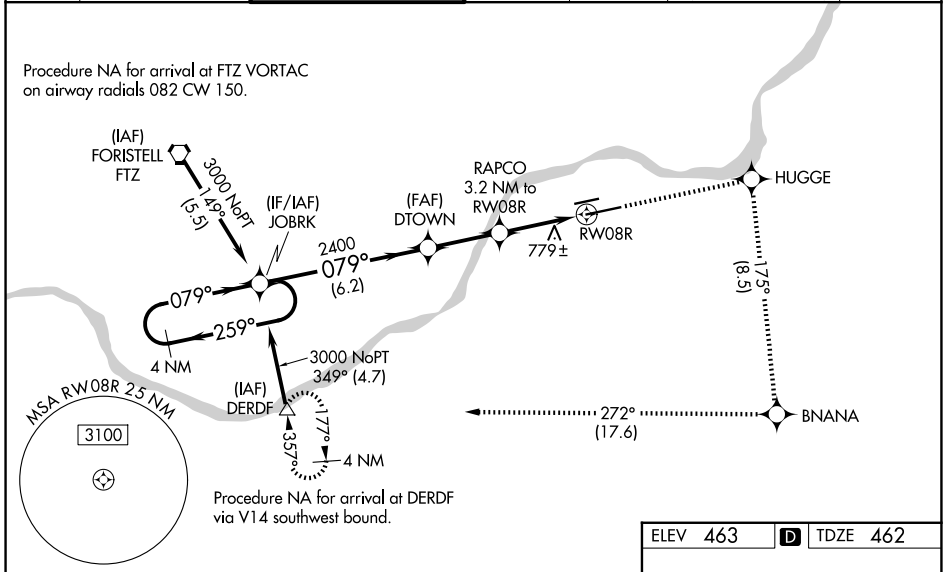 Procedure NA for arrival at FTZ VORTAC
on airway radials 082 CW 150.
(IAF)
FORISTELL
FTZ
3000 NoPT
149°
(5.5)
(IF/IAF)
JOBRK
2400
079°
(6.2)
(FAF)
DTOWN
RAPCO
3.2 NM to
RW08R
779±
RW08R
HUGGE
175°
(8.5)
079°
259°
4 NM
3000 NoPT
349° (4.7)
(IAF)
DERDF
177°
357°
4 NM
272°
(17.6)
BNANA
MSA RW08R 25 NM
3100
Procedure NA for arrival at DERDF
via V14 southwest bound.
ELEV 463 D TDZE 462